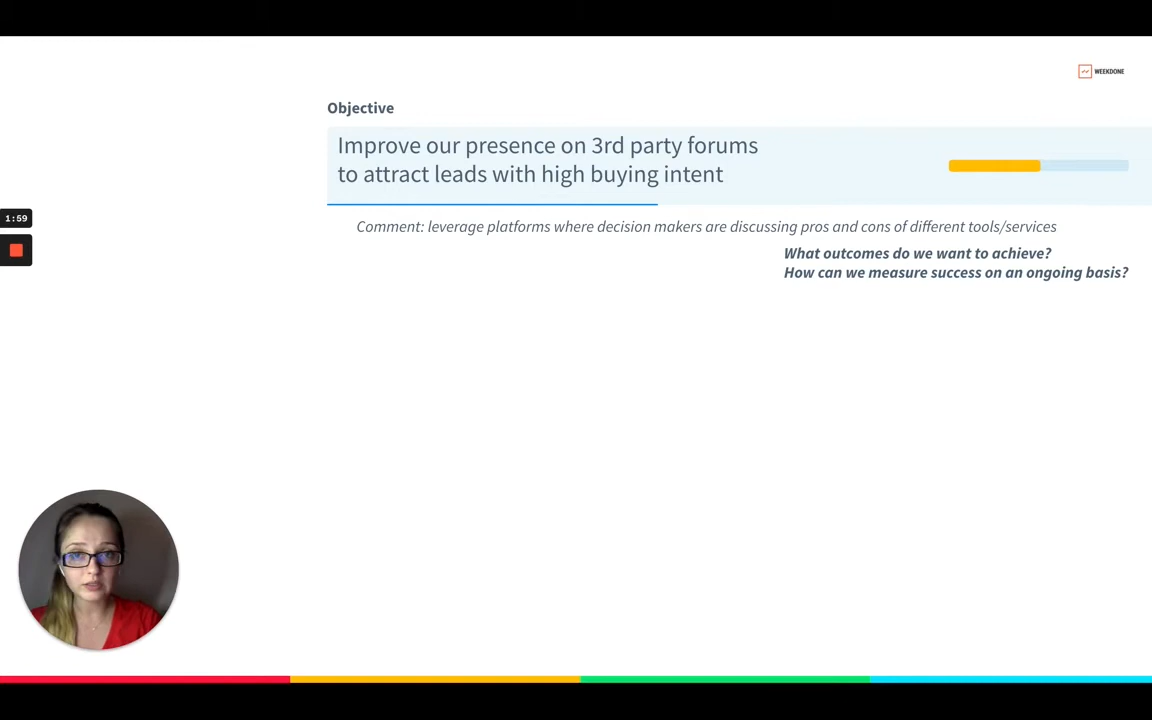 WEEKDONE
Objective
Improve our presence on 3rd party forums
to attract leads with high buying intent
1:59
Comment: leverage platforms where decision makers are discussing pros and cons of different tools/services
What outcomes do we want to achieve?
How can we measure success on an ongoing basis?